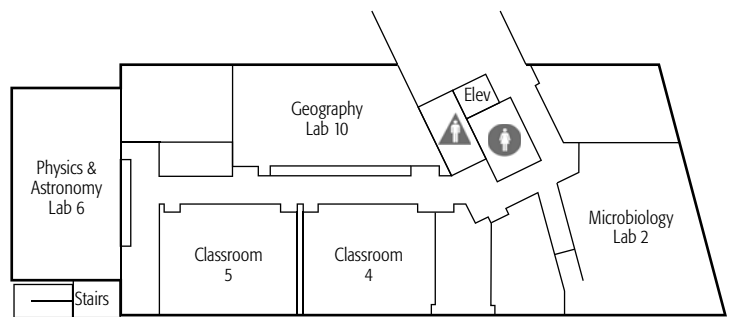 Elev
Geography
Lab 10
Physics &
Astronomy
Lab 6
Microbiology
Lab 2
Classroom
5
Classroom
4
Stairs